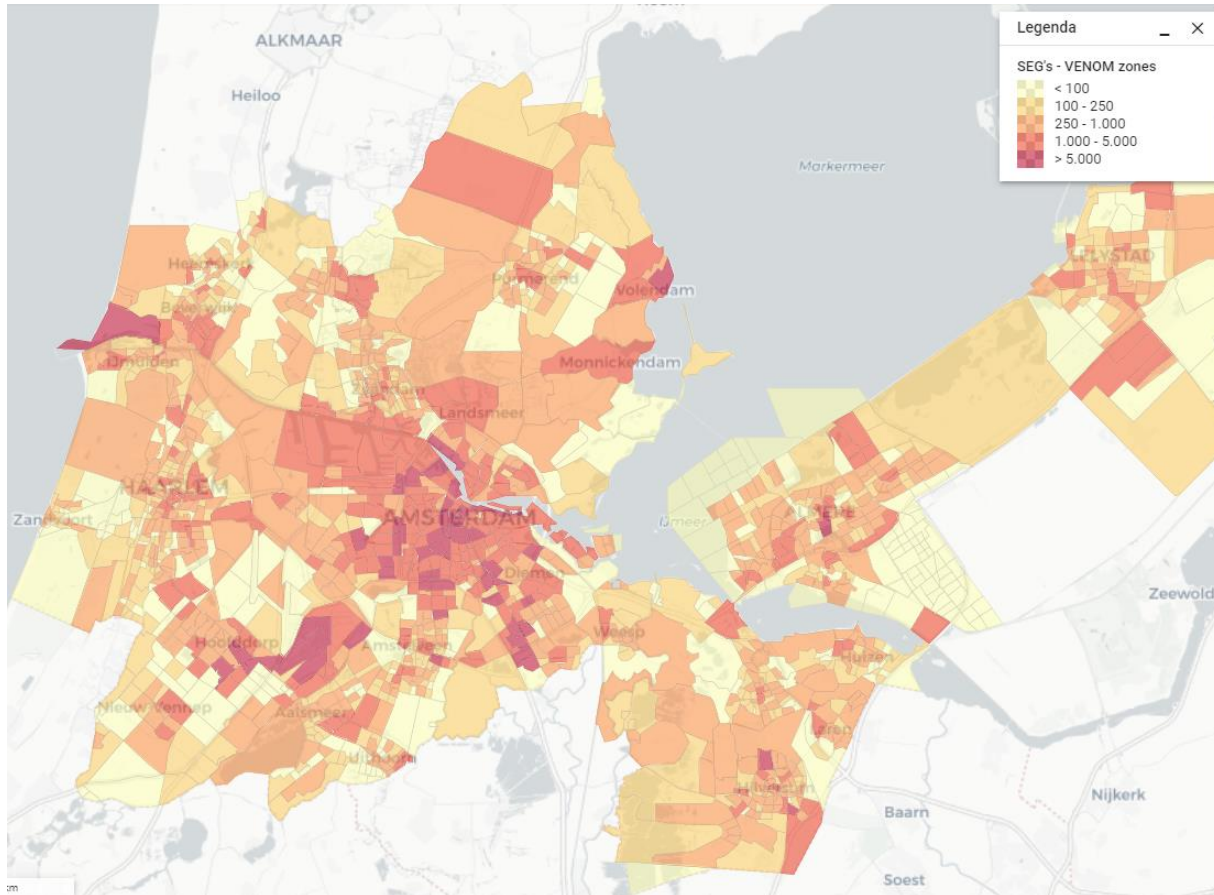 ALKMAAR
Legenda
SEG's - VENOM zones
< 100
100 - 250
250 - 1.000
1.000 - 5.000
> 5.000
Heiloo
Markermeer
LELYSTAD
Heemskerk
Purmerend
Volendam
Beverwijk
IJmuiden
Monnickendam
Zaandam
Landsmeer
HAARLEM
Zandvoort
AMSTERDAM
IJmeer
ALMERE
Diemen
Zeewolde
Weesp
Hoofddorp
Amstelveen
Huizen
Nieuw Vennep
Aalsmeer
Laren
Uithoorn
Hilversum
Nijkerk
Baarn
Soest
km